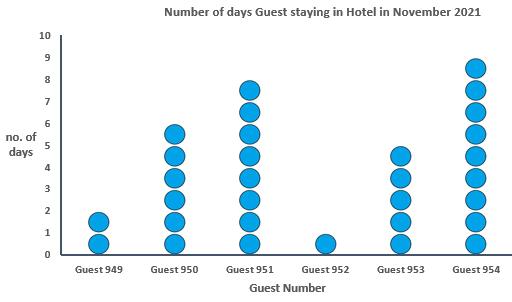 Number of days Guest staying in Hotel in November 2021
10
9
8
7
6
no. of
days
5
4
3
2
1
0
Guest 949 Guest 950 Guest 951 Guest 952 Guest 953 Guest 954
Guest Number